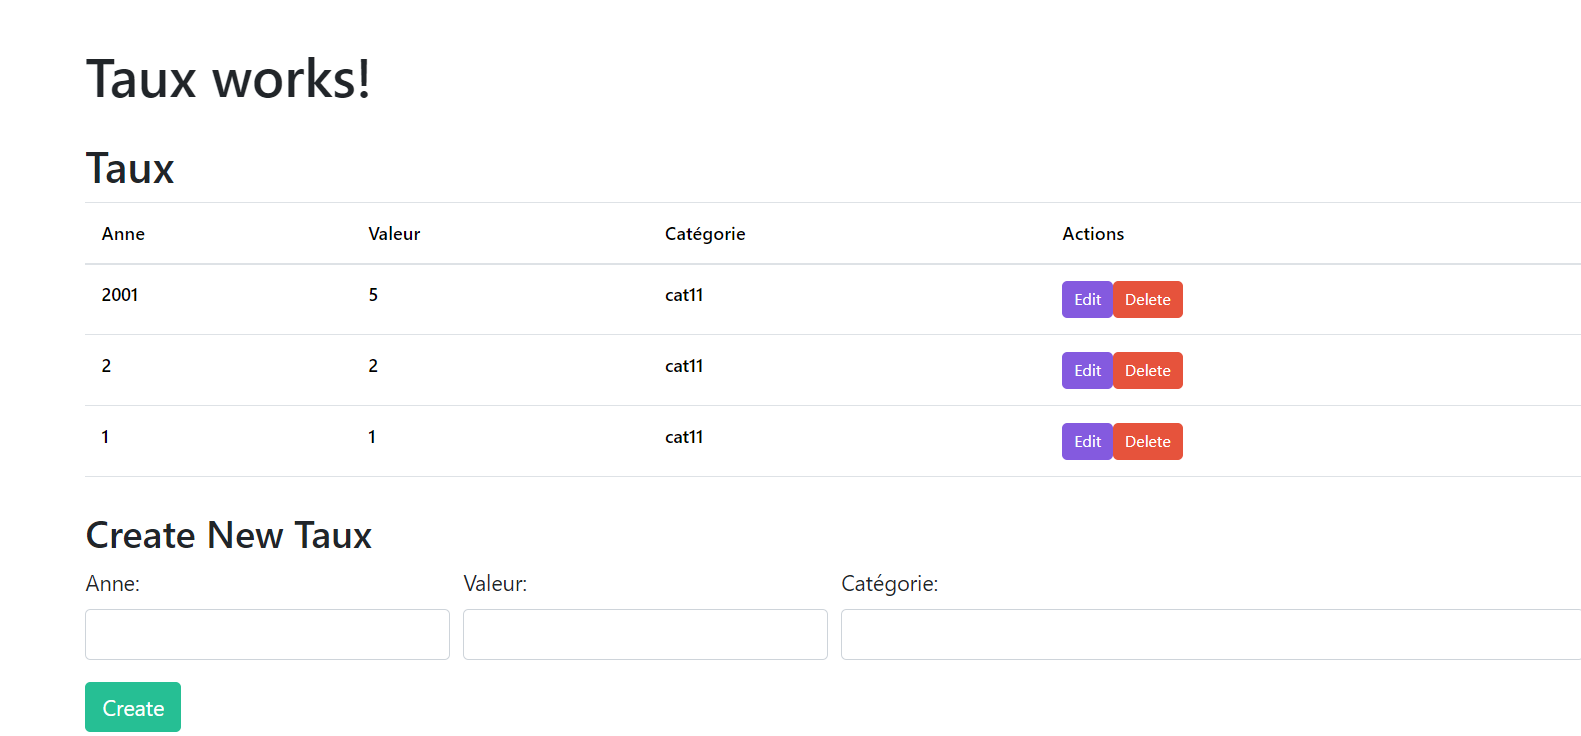 Taux works!
Taux
Anne Valeur Catégorie Actions
2001 5 cat11 Edit Delete
2 2 cat11 Edit Delete
1 1 cat11 Edit Delete
Create New Taux
Anne: Valeur: Catégorie:
Create